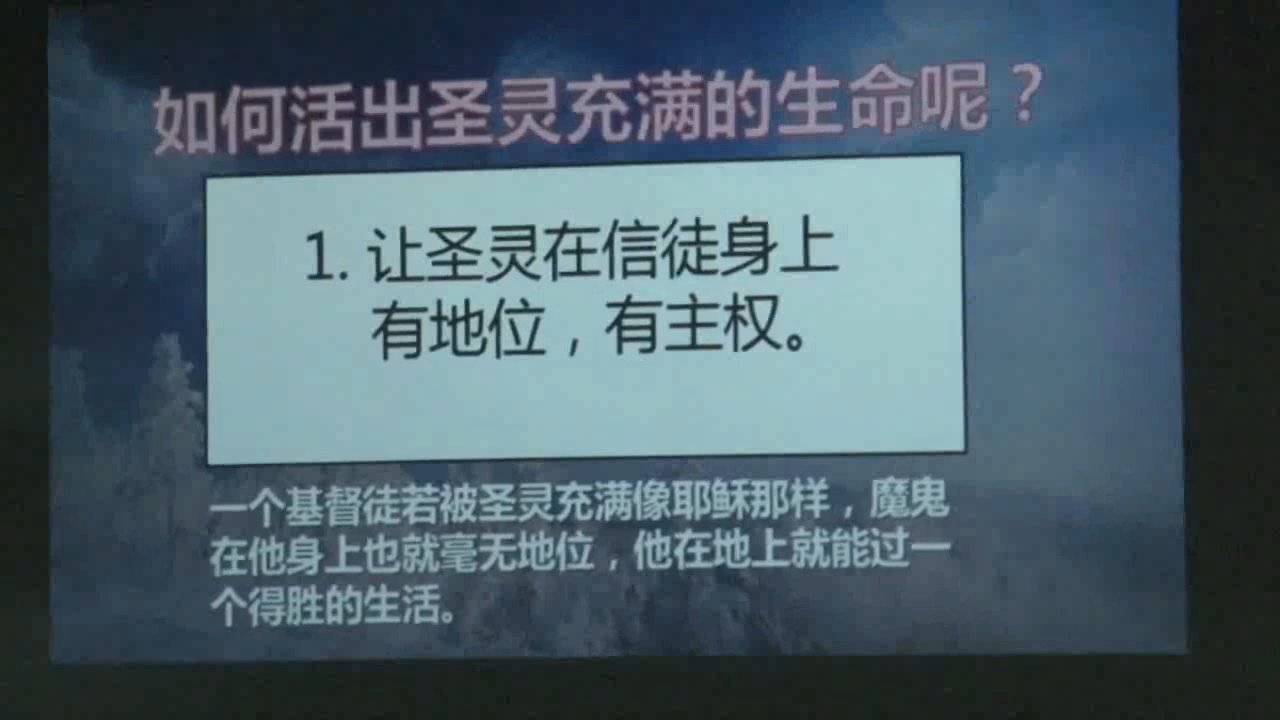 如何活出圣灵充满的生命呢？
1. 让圣灵在信徒身上
有地位，有主权。
一个基督徒若被圣灵充满像耶稣那样，魔鬼
在他身上也就毫无地位，他在地上就能过一
个得胜的生活。